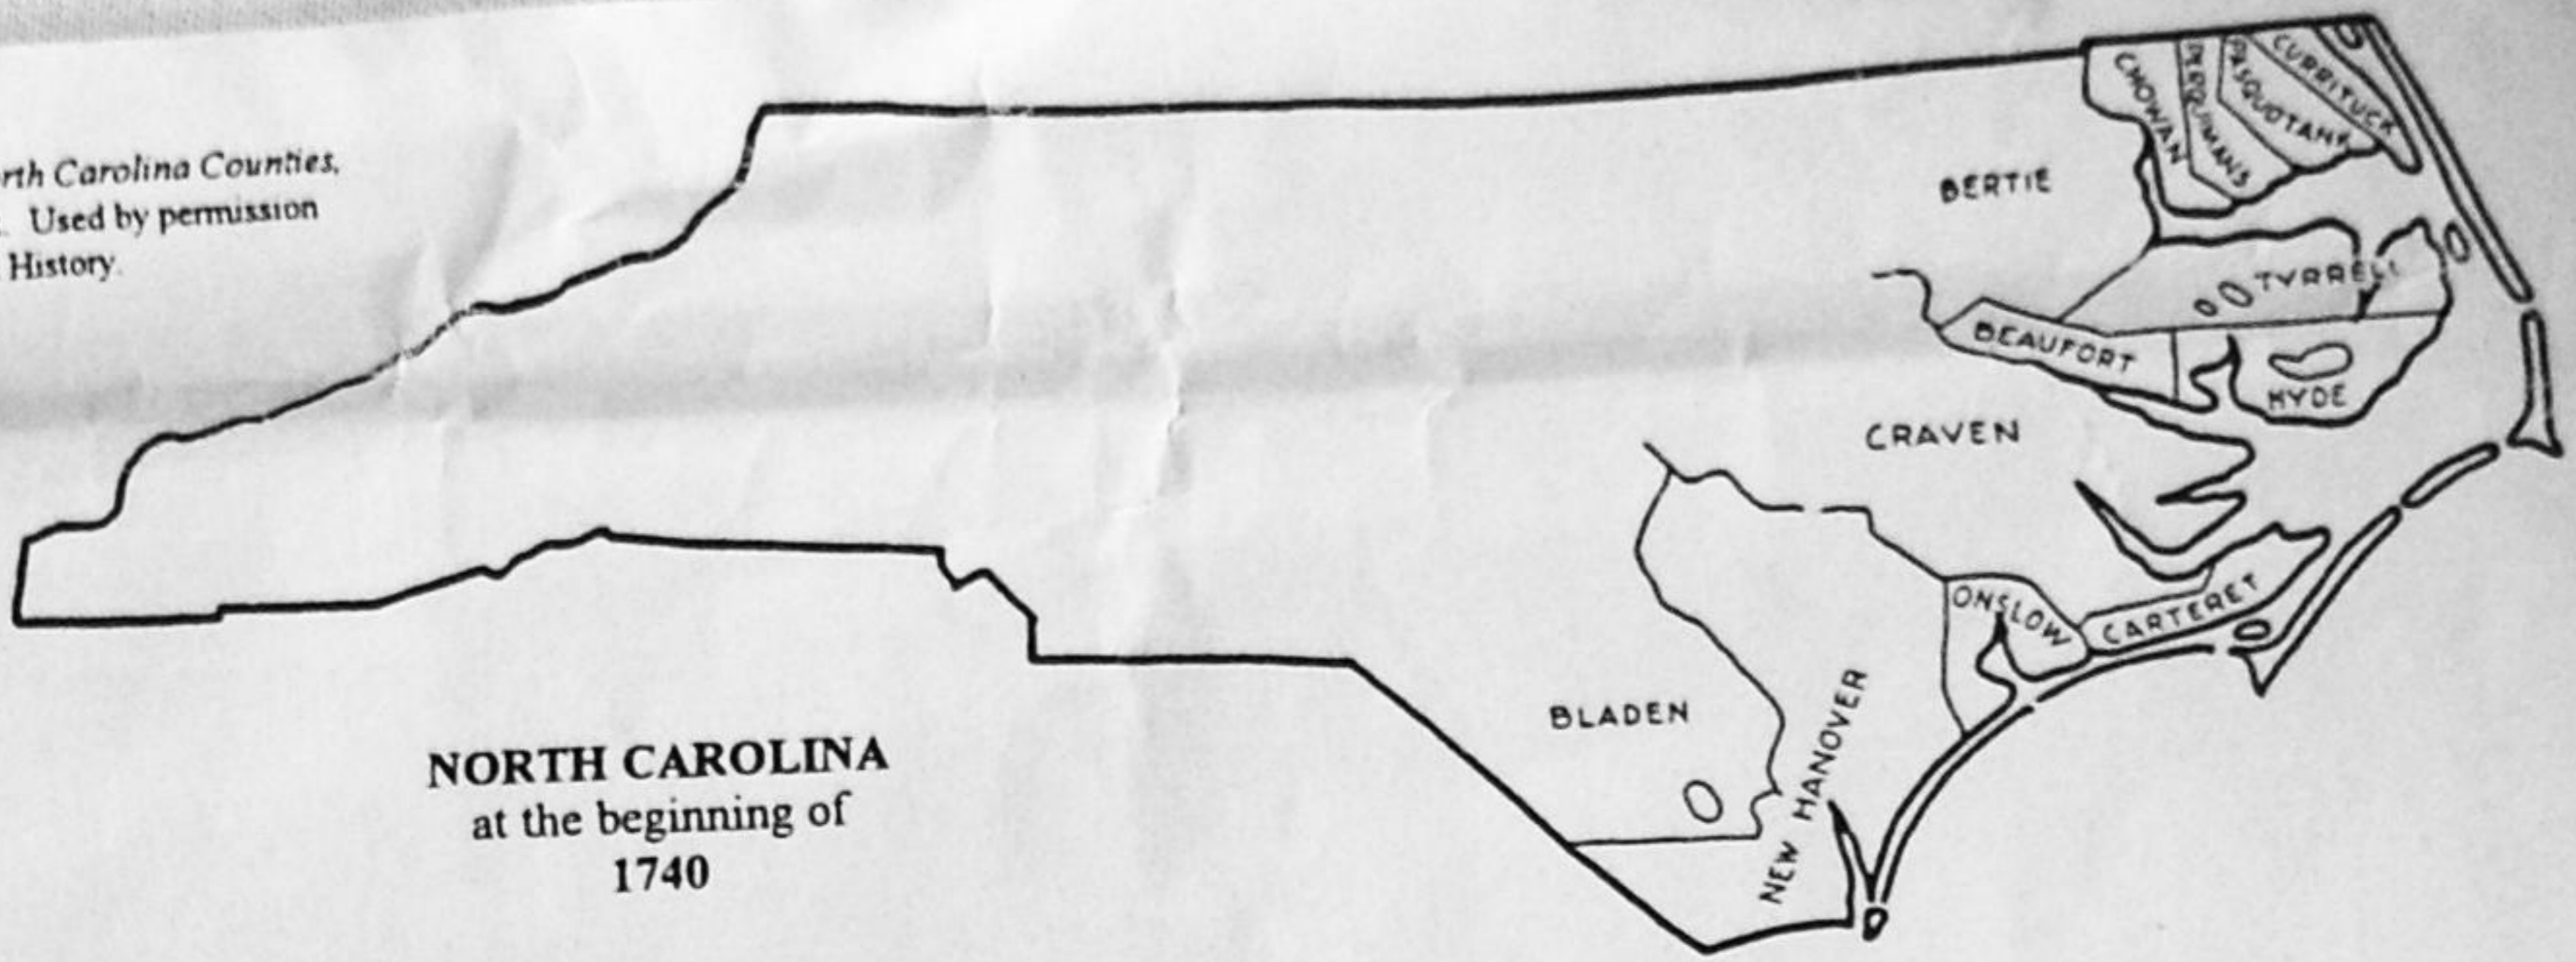 rth Carolina Counties,
. Used by permission
History.
CHOWAN
PERQUIMANS
PASQUOTANK
CURRITUCK
BERTIE
TYRRELL
BEAUFORT
HYDE
CRAVEN
ONSLOW
CARTERET
BLADEN
NEW HANOVER
NORTH CAROLINA
at the beginning of
1740